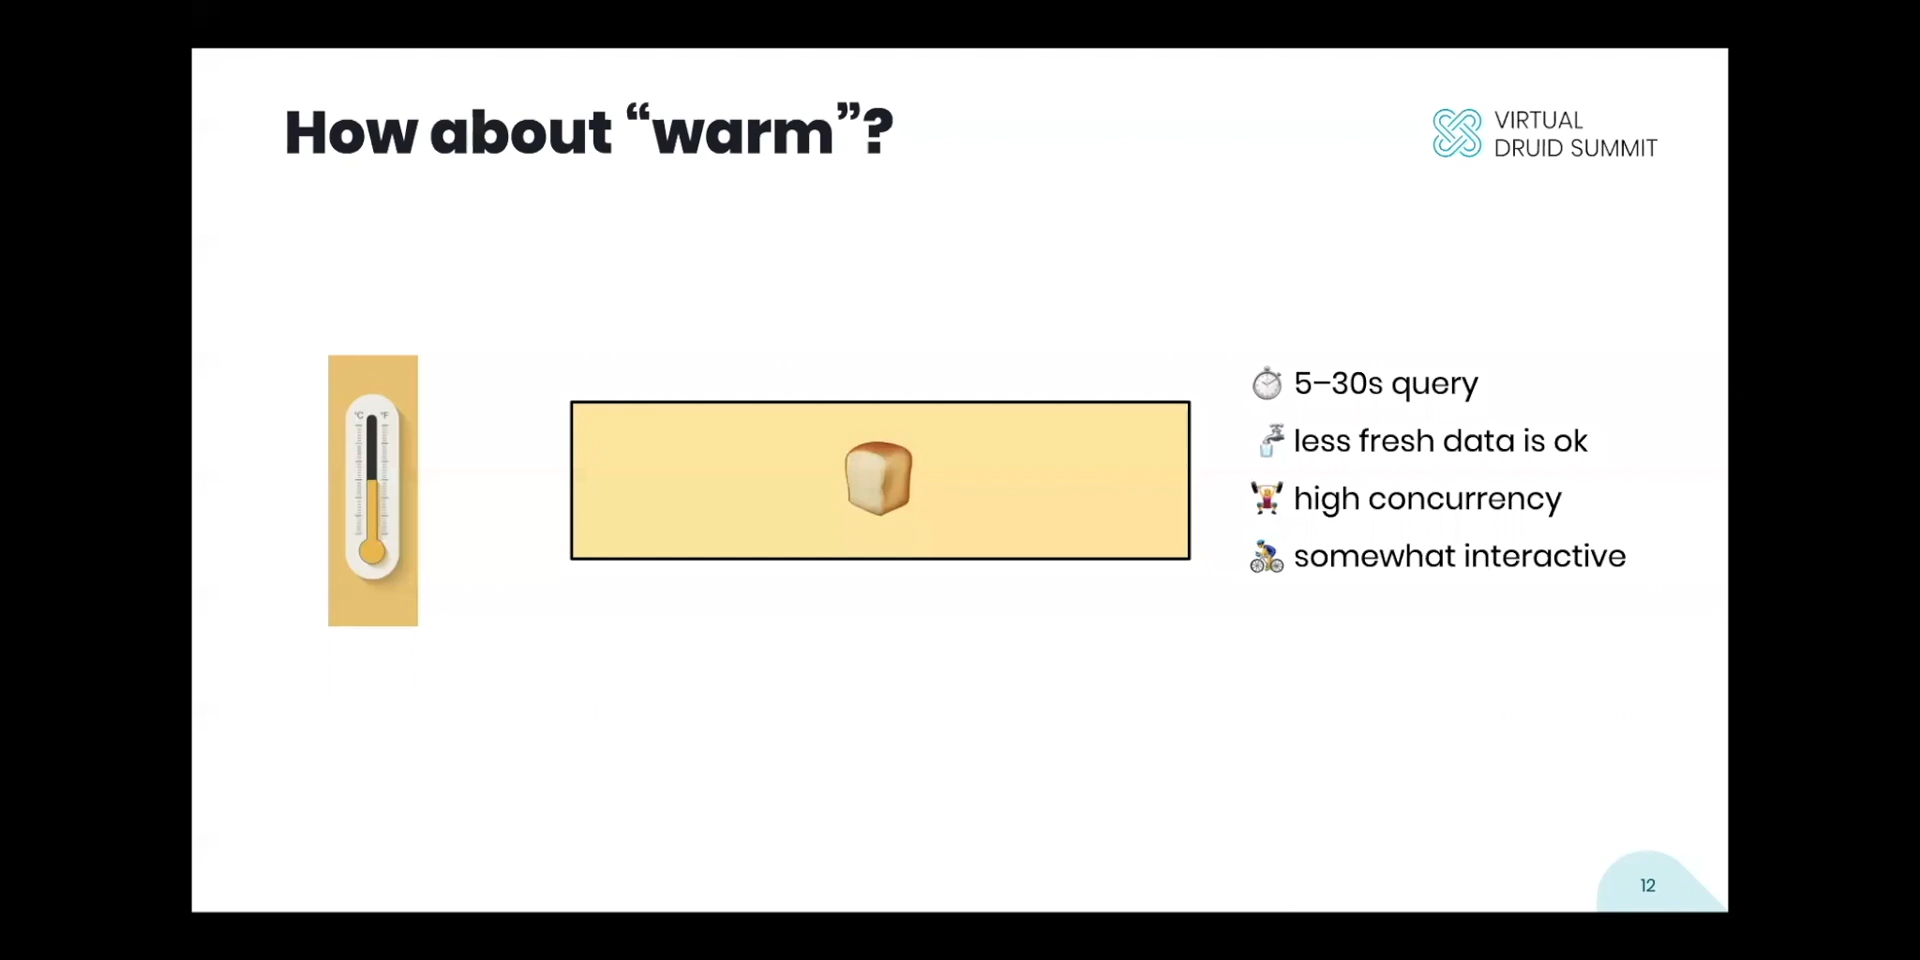 How about “warm”?
VIRTUAL
DRUID SUMMIT
°C °F
5–30s query
less fresh data is ok
high concurrency
somewhat interactive
12